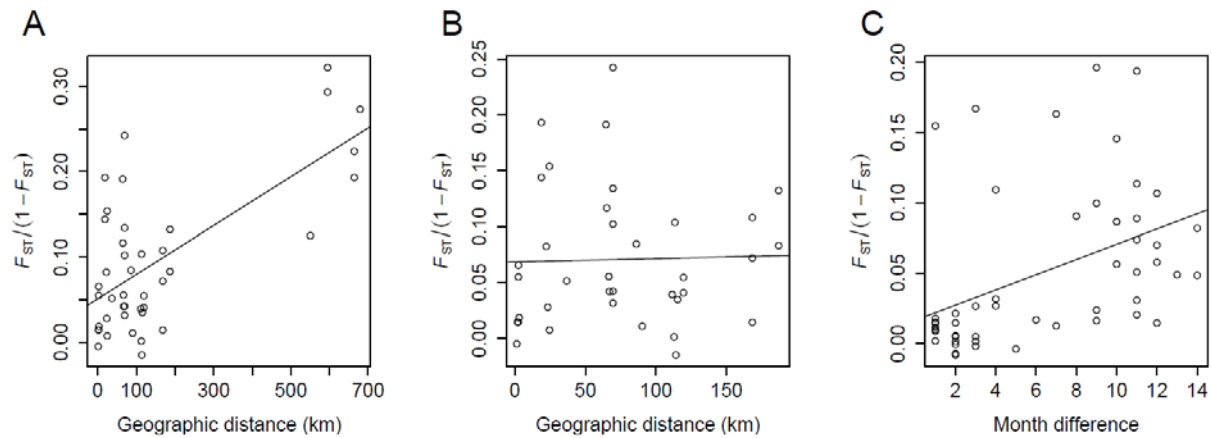 A
0.30
0.20
0.10
0.00
FST / (1 − FST)
0 100 300 500 700
Geographic distance (km)
B
0.25
0.20
0.15
0.10
0.05
0.00
FST / (1 − FST)
0 50 100 150
Geographic distance (km)
C
0.20
0.15
0.10
0.05
0.00
FST / (1 − FST)
2 4 6 8 10 12 14
Month difference